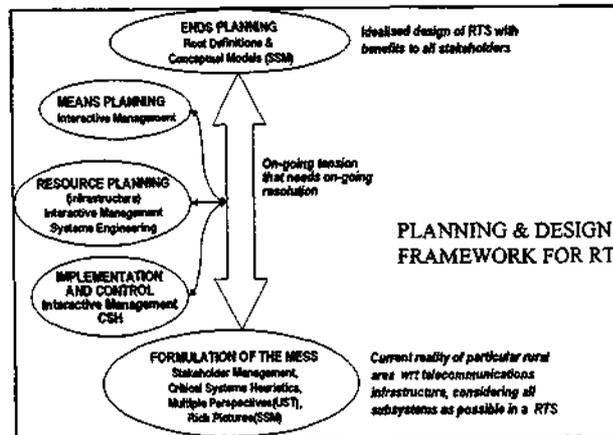 ENDS PLANNING
Root Definitions &
Conceptual Models (SSM)
Idealised design of RTS with
benefits to all stakeholders
MEANS PLANNING
Interactive Management
On-going tension
that needs on-going
resolution
RESOURCE PLANNING
(infrastructure)
Interactive Management
Systems Engineering
PLANNING & DESIGN
FRAMEWORK FOR RT
IMPLEMENTATION
AND CONTROL
Interactive Management
CSH
FORMULATION OF THE MESS
Stakeholder Management,
Critical Systems Heuristics,
Multiple Perspectives(UST),
Rich Pictures(SSM)
Current reality of particular rural
area wrt telecommunications
infrastructure, considering all
subsystems as possible in a RTS